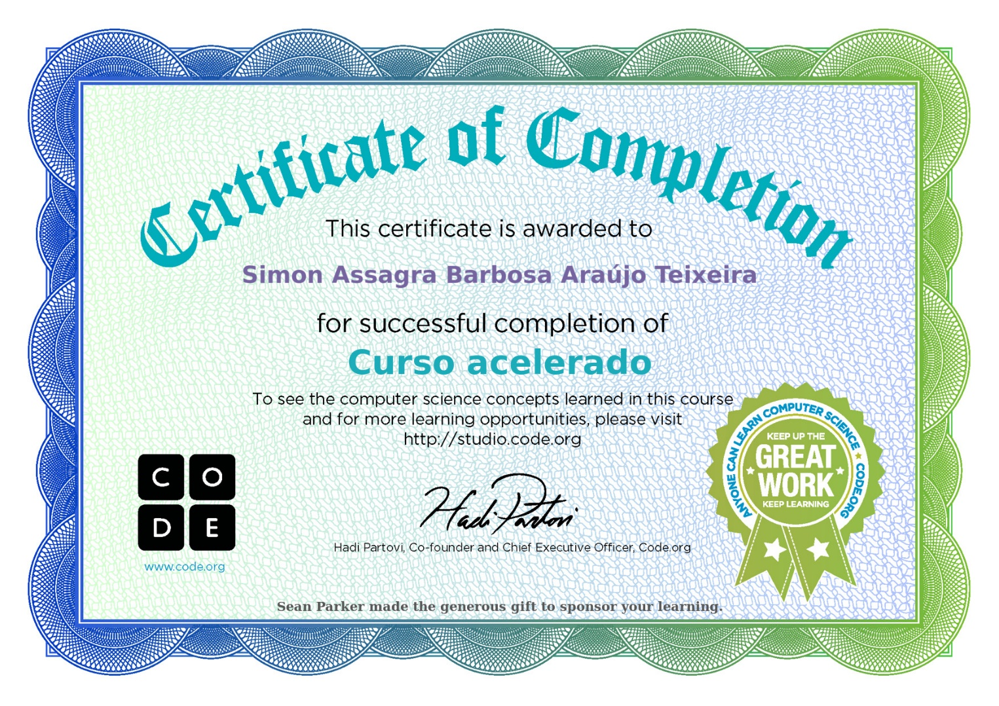 Certificate of Completion
This certificate is awarded to
Simon Assagra Barbosa Araújo Teixeira
for successful completion of
Curso acelerado
To see the computer science concepts learned in this course
and for more learning opportunities, please visit
http://studio.code.org
C O
D E
www.code.org
Hadi Partovi
Hadi Partovi, Co-founder and Chief Executive Officer, Code.org
ANYONE CAN LEARN COMPUTER SCIENCE ★ CODE.ORG
KEEP UP THE
GREAT
WORK
KEEP LEARNING
Sean Parker made the generous gift to sponsor your learning.